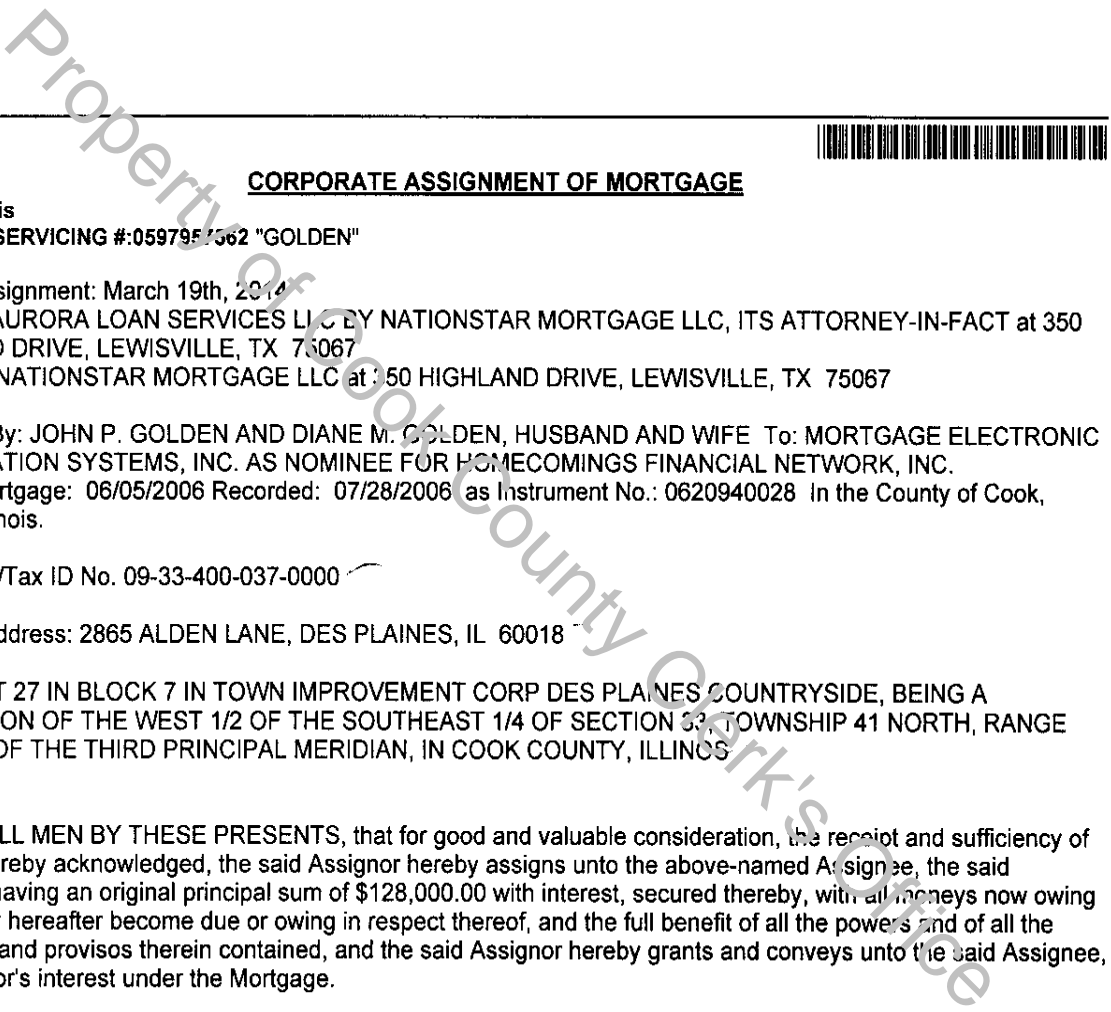 Property of Cook County Clerk's Office
CORPORATE ASSIGNMENT OF MORTGAGE
is
SERVICING "GOLDEN"
signment: March 19th, 2014
AURORA LOAN SERVICES LLC BY NATIONSTAR MORTGAGE LLC, ITS ATTORNEY-IN-FACT at 350
D DRIVE, LEWISVILLE, TX 75067
NATIONSTAR MORTGAGE LLC at 350 HIGHLAND DRIVE, LEWISVILLE, TX 75067
By: JOHN P. GOLDEN AND DIANE M. GOLDEN, HUSBAND AND WIFE To: MORTGAGE ELECTRONIC
ATION SYSTEMS, INC. AS NOMINEE FOR HOMECOMINGS FINANCIAL NETWORK, INC.
rtgage: 06/05/2006 Recorded: 07/28/2006 as Instrument No.: 0620940028 In the County of Cook,
nois.
/Tax ID No. 09-33-400-037-0000
ddress: 2865 ALDEN LANE, DES PLAINES, IL 60018
T 27 IN BLOCK 7 IN TOWN IMPROVEMENT CORP DES PLAINES COUNTRYSIDE, BEING A
ON OF THE WEST 1/2 OF THE SOUTHEAST 1/4 OF SECTION 33, TOWNSHIP 41 NORTH, RANGE
OF THE THIRD PRINCIPAL MERIDIAN, IN COOK COUNTY, ILLINOS
LL MEN BY THESE PRESENTS, that for good and valuable consideration, the receipt and sufficiency of
reby acknowledged, the said Assignor hereby assigns unto the above-named Assignee, the said
having an original principal sum of $128,000.00 with interest, secured thereby, with all moneys now owing
hereafter become due or owing in respect thereof, and the full benefit of all the powers and of all the
and provisos therein contained, and the said Assignor hereby grants and conveys unto the said Assignee,
or's interest under the Mortgage.